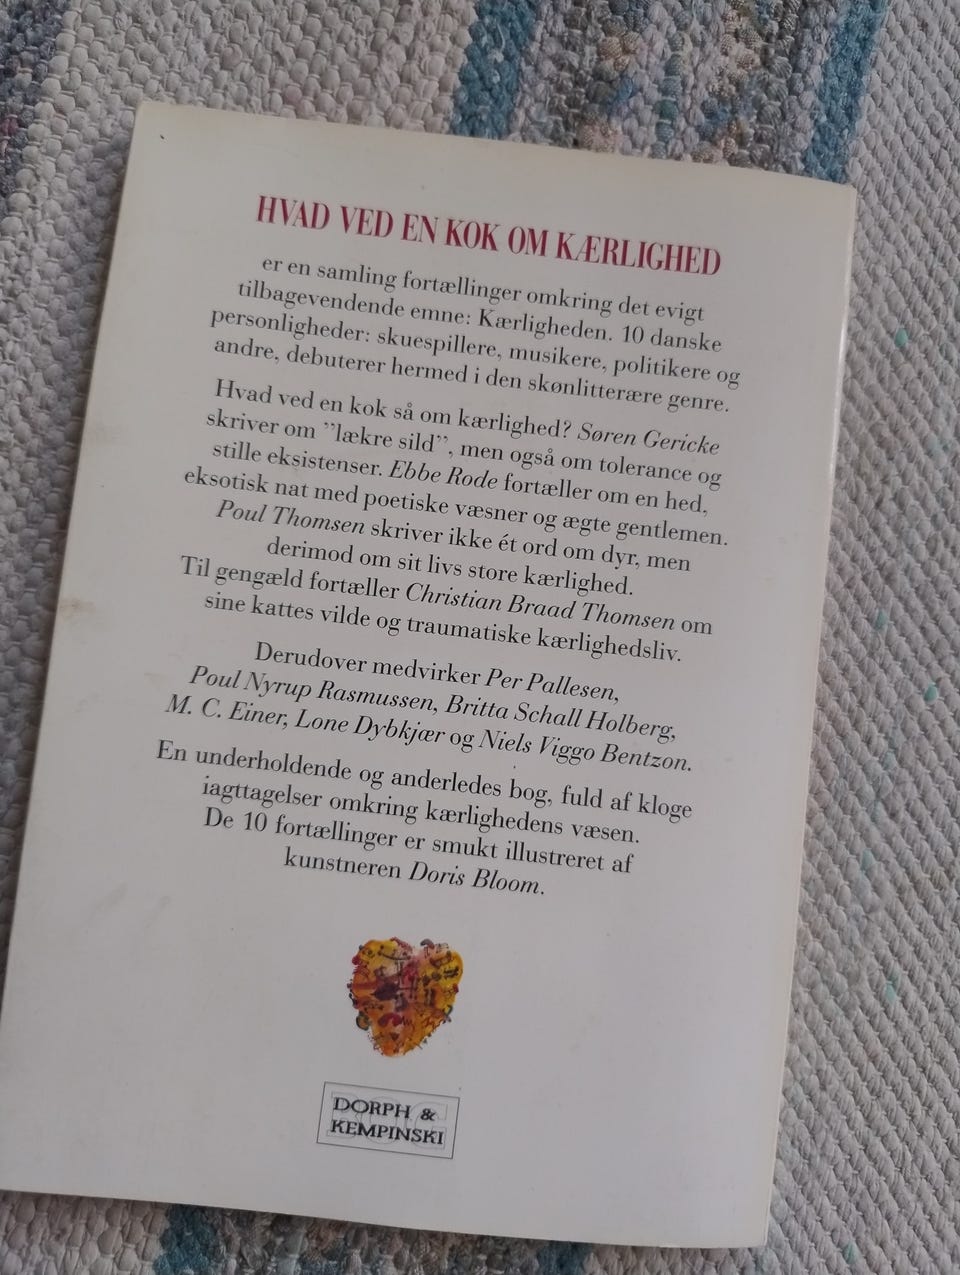 HVAD VED EN KOK OM KÆRLIGHED
er en samling fortællinger omkring det evigt
tilbagevendende emne: Kærligheden. 10 danske
personligheder: skuespillere, musikere, politikere og
andre, debuterer hermed i den skønlitterære genre.
Hvad ved en kok så om kærlighed? Søren Gericke
skriver om "lækre sild", men også om tolerance og
stille eksistenser. Ebbe Rode fortæller om en hed,
eksotisk nat med poetiske væsner og ægte gentlemen.
Poul Thomsen skriver ikke ét ord om dyr, men
derimod om sit livs store kærlighed.
Til gengæld fortæller Christian Braad Thomsen om
sine kattes vilde og traumatiske kærlighedsliv.
Derudover medvirker Per Pallesen,
Poul Nyrup Rasmussen, Britta Schall Holberg,
M. C. Einer, Lone Dybkjær og Niels Viggo Bentzon.
En underholdende og anderledes bog, fuld af kloge
iagttagelser omkring kærlighedens væsen.
De 10 fortællinger er smukt illustreret af
kunstneren Doris Bloom.
DORPH &
KEMPINSKI